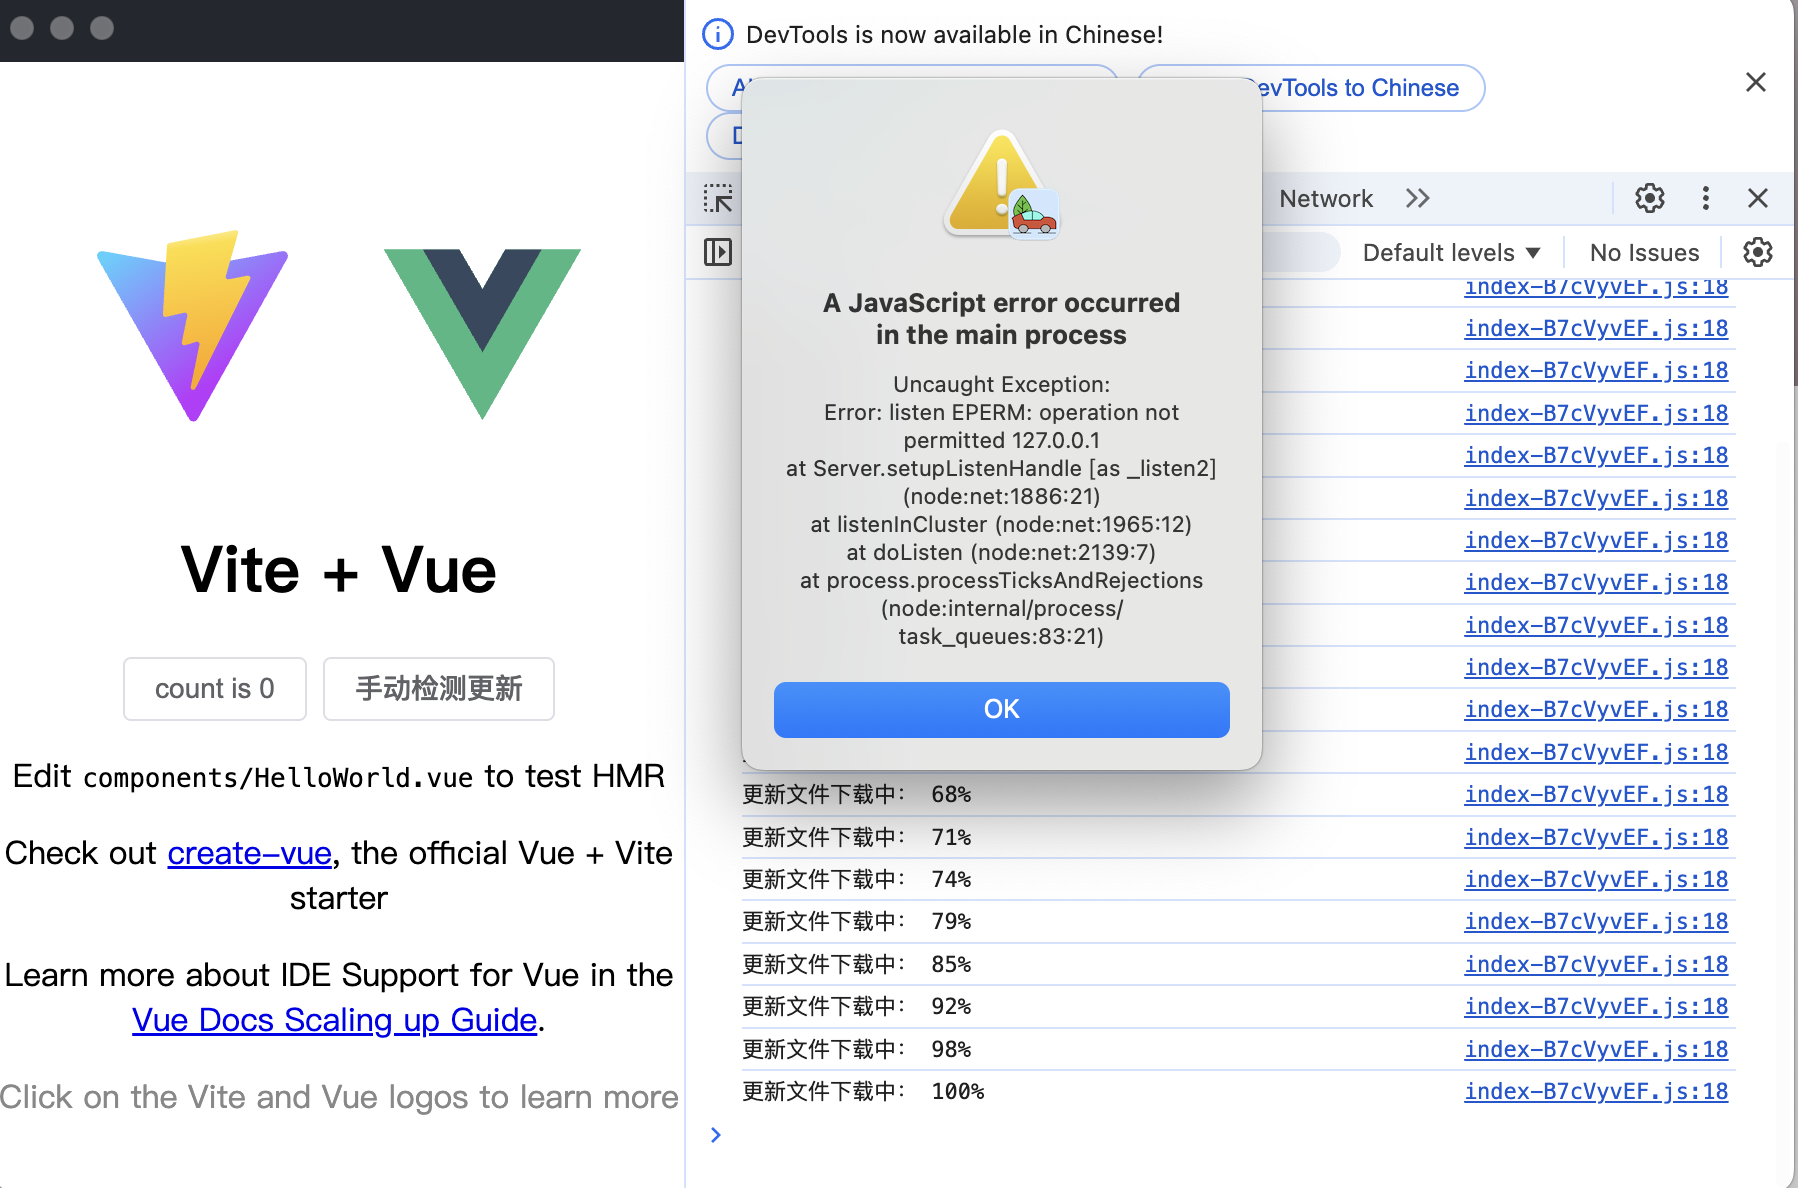 DevTools is now available in Chinese!
DevTools to Chinese
Network
Default levels
No Issues
A JavaScript error occurred
in the main process
Uncaught Exception:
Error: listen EPERM: operation not
permitted 127.0.0.1
at Server.setupListenHandle [as _listen2]
(node:net:1886:21)
at listenInCluster (node:net:1965:12)
at doListen (node:net:2139:7)
at process.processTicksAndRejections
(node:internal/process/
task_queues:83:21)
OK
Vite + Vue
count is 0
手动检测更新
Edit components/HelloWorld.vue to test HMR
Check out create-vue, the official Vue + Vite
starter
Learn more about IDE Support for Vue in the
Vue Docs Scaling up Guide.
Click on the Vite and Vue logos to learn more
index-B7cVyvEF.js:18
index-B7cVyvEF.js:18
index-B7cVyvEF.js:18
index-B7cVyvEF.js:18
index-B7cVyvEF.js:18
index-B7cVyvEF.js:18
index-B7cVyvEF.js:18
index-B7cVyvEF.js:18
index-B7cVyvEF.js:18
index-B7cVyvEF.js:18
index-B7cVyvEF.js:18
index-B7cVyvEF.js:18
更新文件下载中: 68% index-B7cVyvEF.js:18
更新文件下载中: 71% index-B7cVyvEF.js:18
更新文件下载中: 74% index-B7cVyvEF.js:18
更新文件下载中: 79% index-B7cVyvEF.js:18
更新文件下载中: 85% index-B7cVyvEF.js:18
更新文件下载中: 92% index-B7cVyvEF.js:18
更新文件下载中: 98% index-B7cVyvEF.js:18
更新文件下载中: 100% index-B7cVyvEF.js:18